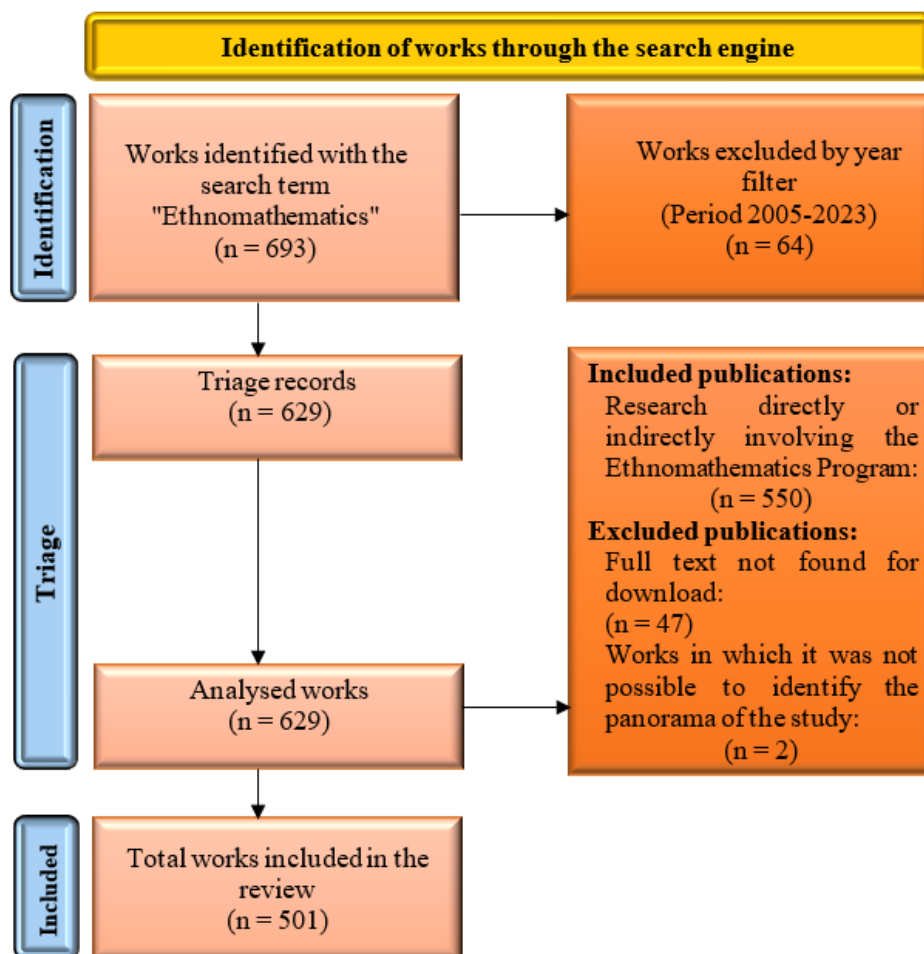 Identification of works through the search engine
Identification
Works identified with the
search term
"Ethnomathematics"
(n = 693)
Works excluded by year
filter
(Period 2005-2023)
(n = 64)
Triage
Triage records
(n = 629)
Included publications:
Research directly or
indirectly involving the
Ethnomathematics Program:
(n = 550)
Excluded publications:
Full text not found for
download:
(n = 47)
Works in which it was not
possible to identify the
panorama of the study:
(n = 2)
Analysed works
(n = 629)
Included
Total works included in the
review
(n = 501)